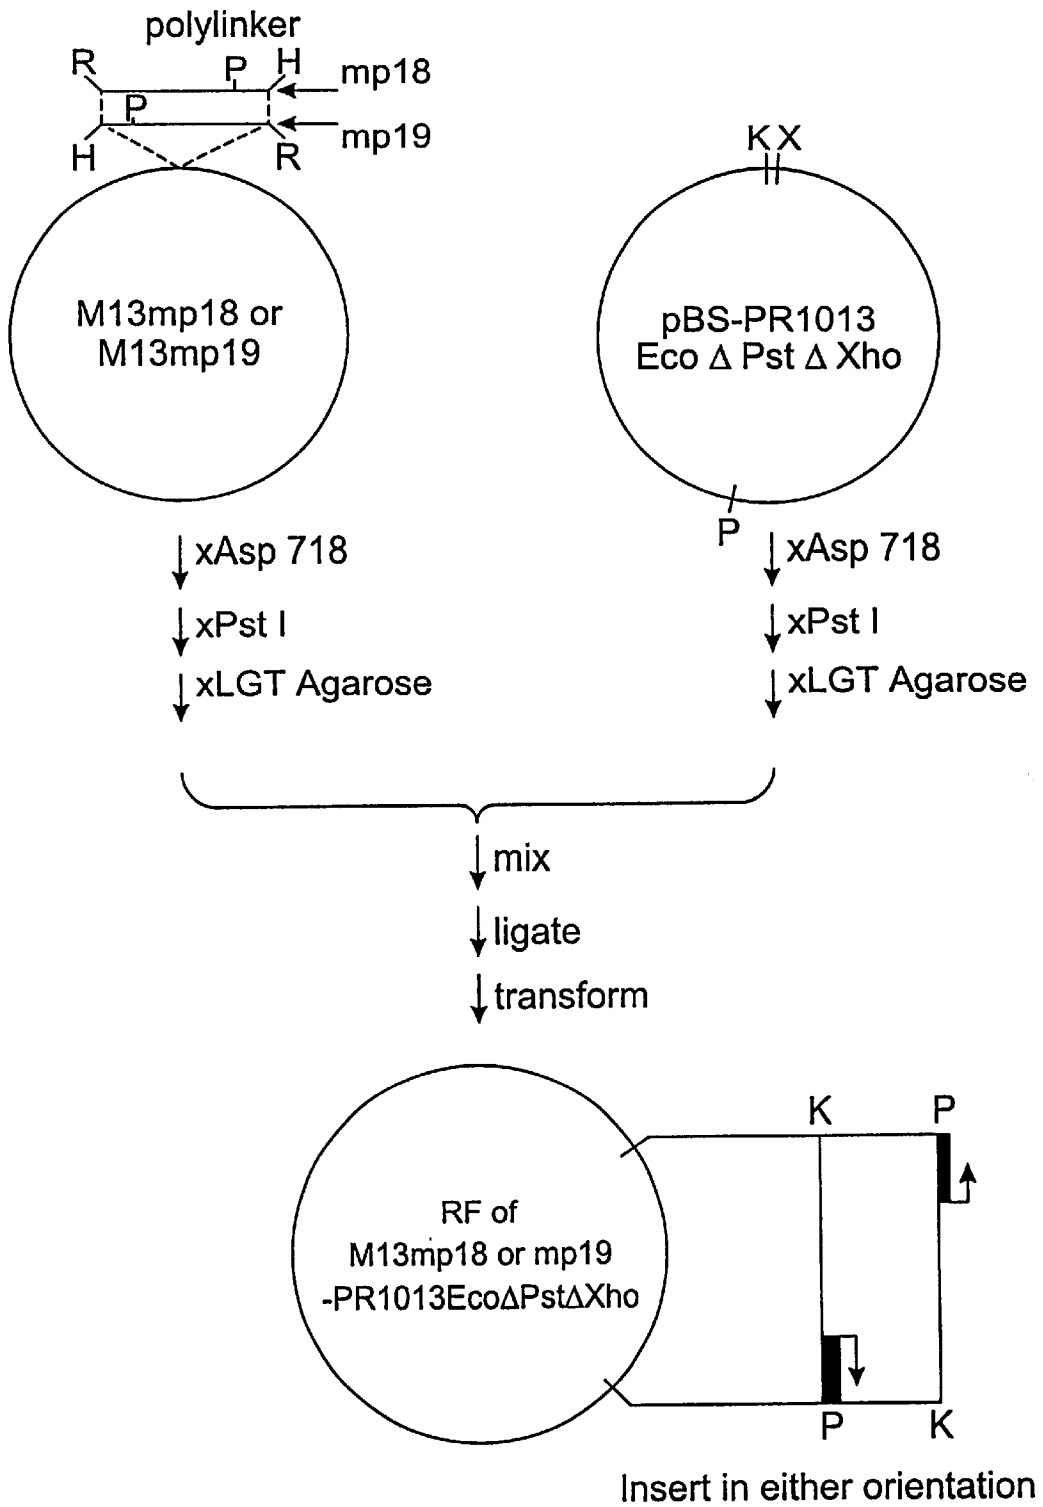 polylinker
R P H mp18
P
H R mp19
M13mp18 or
M13mp19
K X
pBS-PR1013
Eco Δ Pst Δ Xho
P
xAsp 718
xPst I
xLGT Agarose
xAsp 718
xPst I
xLGT Agarose
mix
ligate
transform
RF of
M13mp18 or mp19
-PR1013EcoΔPstΔXho
K P
P K
Insert in either orientation